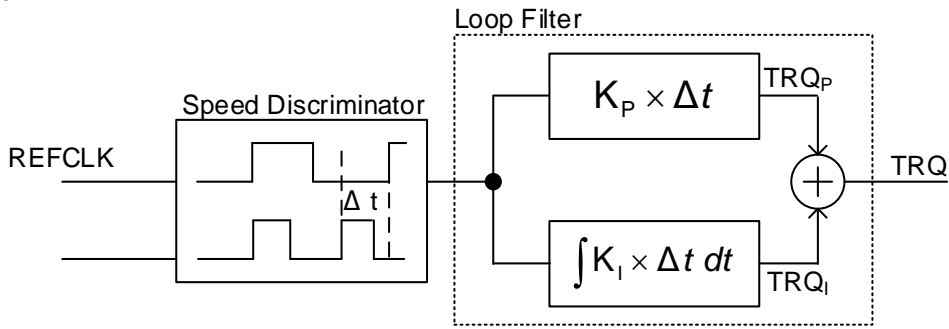 Loop Filter
Speed Discriminator
K_P × Δt
TRQ_P
REFCLK
Δ t
TRQ
∫K_I × Δt dt
TRQ_I